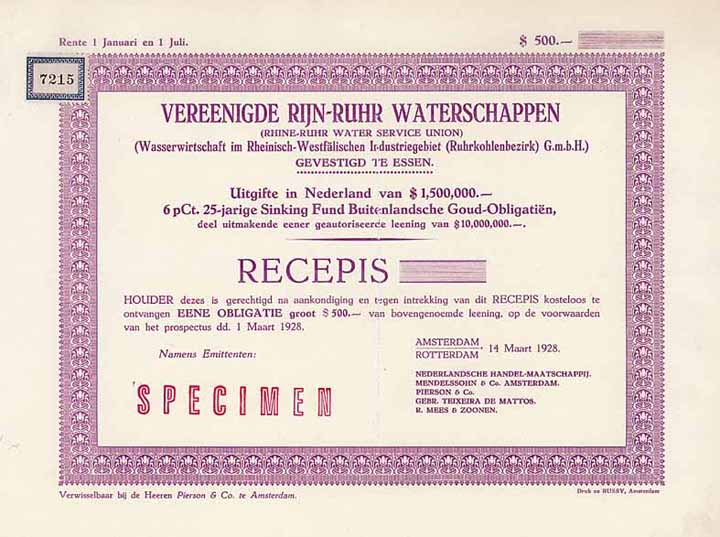 Rente 1 Januari en 1 Juli.
$ 500.—
7215
VEREENIGDE RIJN-RUHR WATERSCHAPPEN
(RHINE-RUHR WATER SERVICE UNION)
(Wasserwirtschaft im Rheinisch-Westfälischen Industriegebiet (Ruhrkohlenbezirk) G.m.b.H.)
GEVESTIGD TE ESSEN.
Uitgifte in Nederland van $ 1,500,000.—
6 pCt. 25-jarige Sinking Fund Buitenlandsche Goud-Obligatiën,
deel uitmakende eener geautoriseerde leening van $10,000,000.—.
RECEPIS
HOUDER dezes is gerechtigd na aankondiging en tegen intrekking van dit RECEPIS kosteloos te
ontvangen EENE OBLIGATIE groot $ 500.— van bovengenoemde leening, op de voorwaarden
van het prospectus dd. 1 Maart 1928.
AMSTERDAM
ROTTERDAM, 14 Maart 1928.
Namens Emittenten:
NEDERLANDSCHE HANDEL-MAATSCHAPPIJ.
MENDELSSOHN & Co. AMSTERDAM.
PIERSON & Co.
GEBR. TEIXEIRA DE MATTOS.
R. MEES & ZOONEN.
SPECIMEN
Verwisselbaar bij de Heeren Pierson & Co. te Amsterdam.
Druk DE BUSSY, Amsterdam